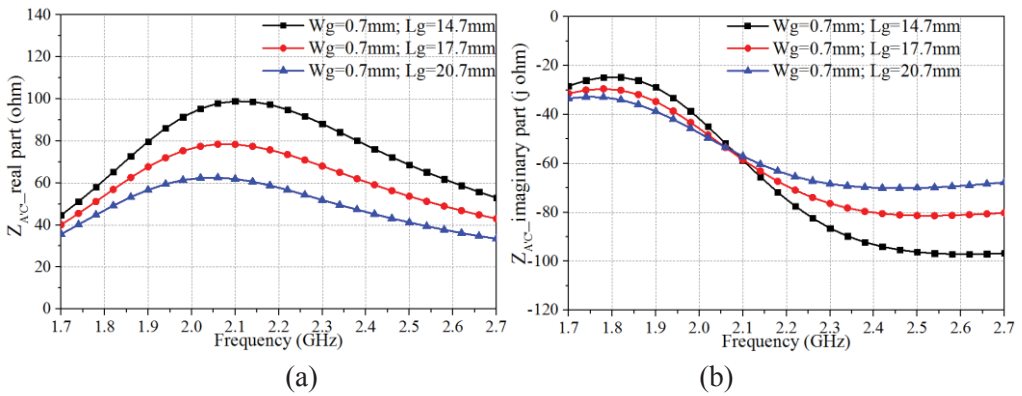 140
120
100
80
60
40
20
0
Z_A'C_real part (ohm)
Wg=0.7mm; Lg=14.7mm
Wg=0.7mm; Lg=17.7mm
Wg=0.7mm; Lg=20.7mm
1.7 1.8 1.9 2.0 2.1 2.2 2.3 2.4 2.5 2.6 2.7
Frequency (GHz)
(a)
0
-20
-40
-60
-80
-100
-120
Z_A'C_imaginary part (j ohm)
Wg=0.7mm; Lg=14.7mm
Wg=0.7mm; Lg=17.7mm
Wg=0.7mm; Lg=20.7mm
1.7 1.8 1.9 2.0 2.1 2.2 2.3 2.4 2.5 2.6 2.7
Frequency (GHz)
(b)